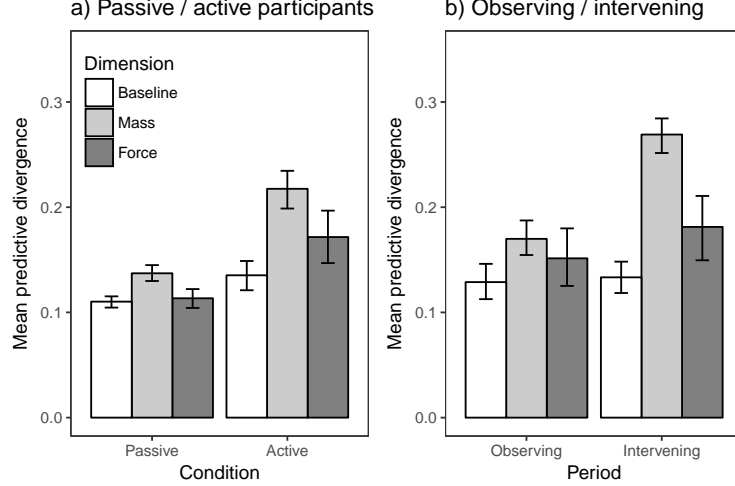 a) Passive / active participants
Mean predictive divergence
0.3
0.2
0.1
0.0
Dimension
Baseline
Mass
Force
Passive
Active
Condition
b) Observing / intervening
Mean predictive divergence
0.3
0.2
0.1
0.0
Observing
Intervening
Period